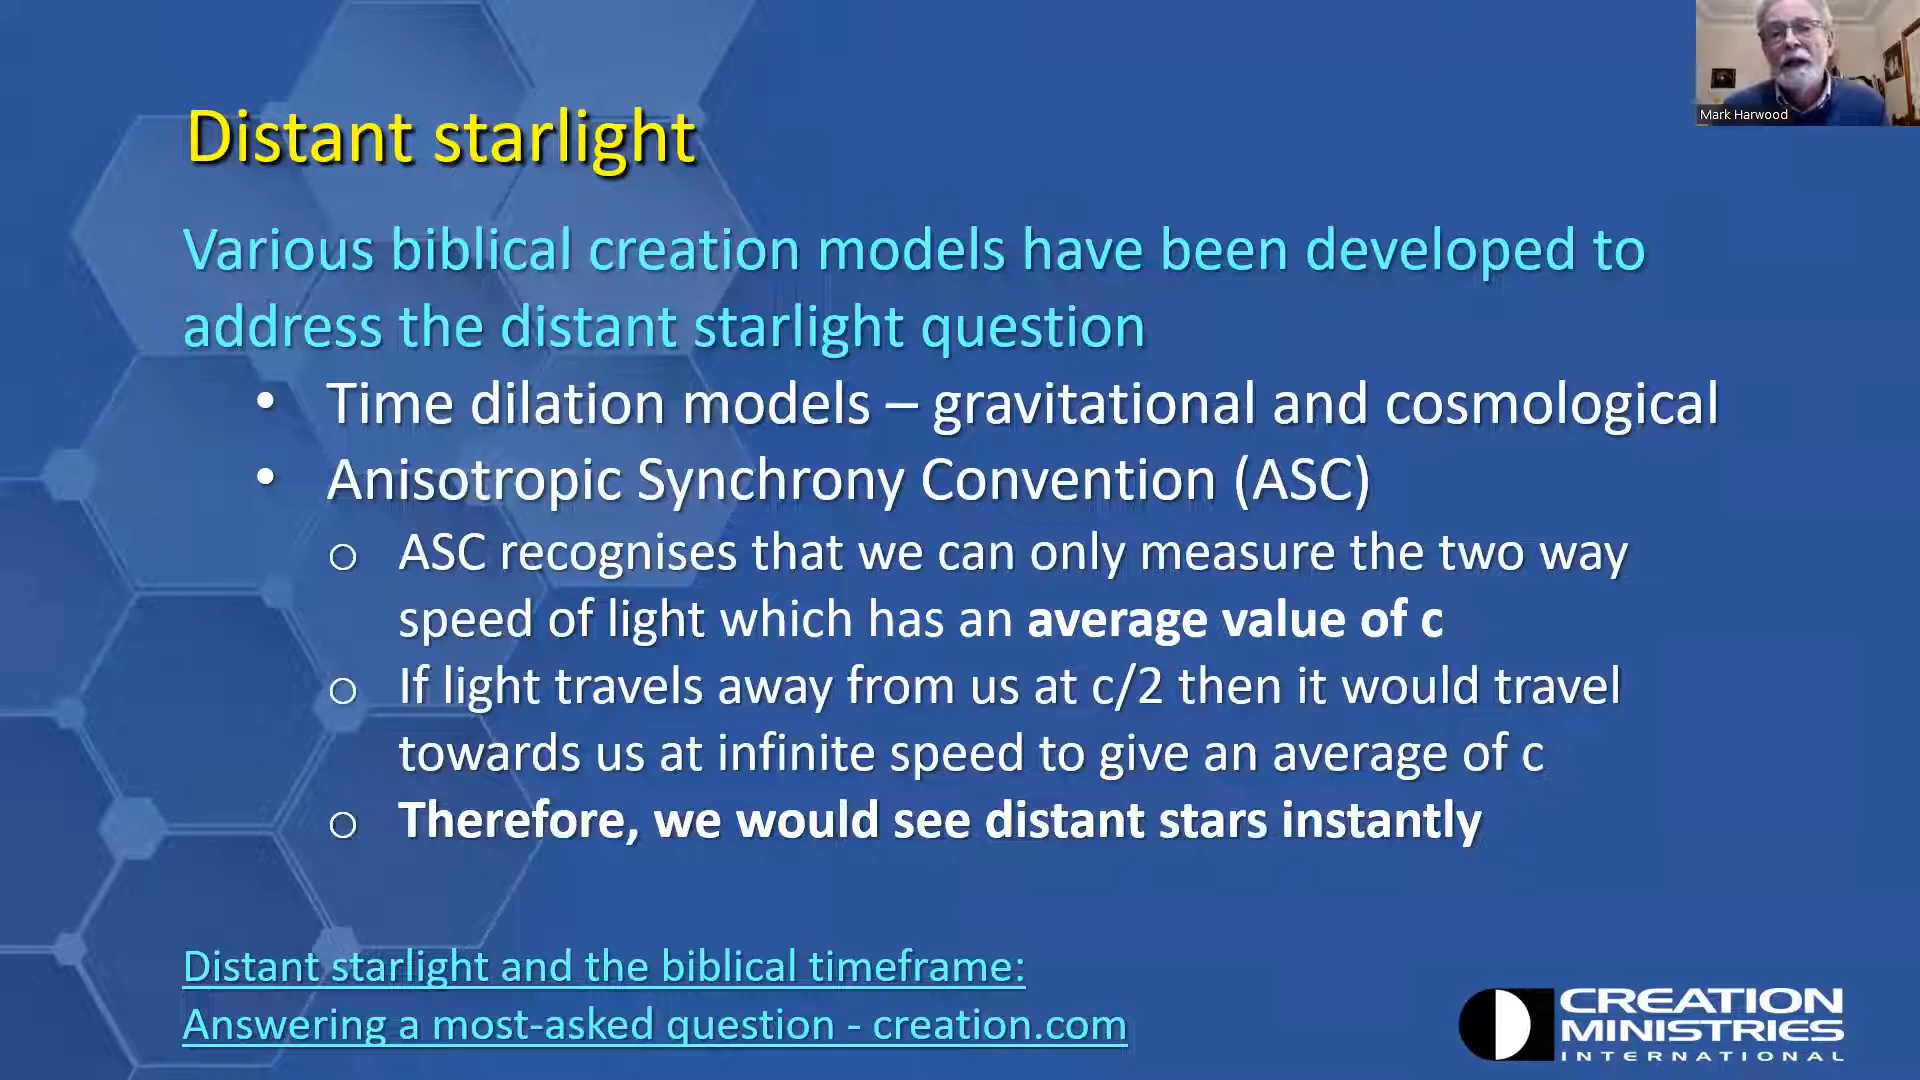 Mark Harwood
Distant starlight
Various biblical creation models have been developed to
address the distant starlight question
• Time dilation models – gravitational and cosmological
• Anisotropic Synchrony Convention (ASC)
o ASC recognises that we can only measure the two way
speed of light which has an average value of c
o If light travels away from us at c/2 then it would travel
towards us at infinite speed to give an average of c
o Therefore, we would see distant stars instantly
Distant starlight and the biblical timeframe:
Answering a most-asked question - creation.com
CREATION
MINISTRIES
INTERNATIONAL